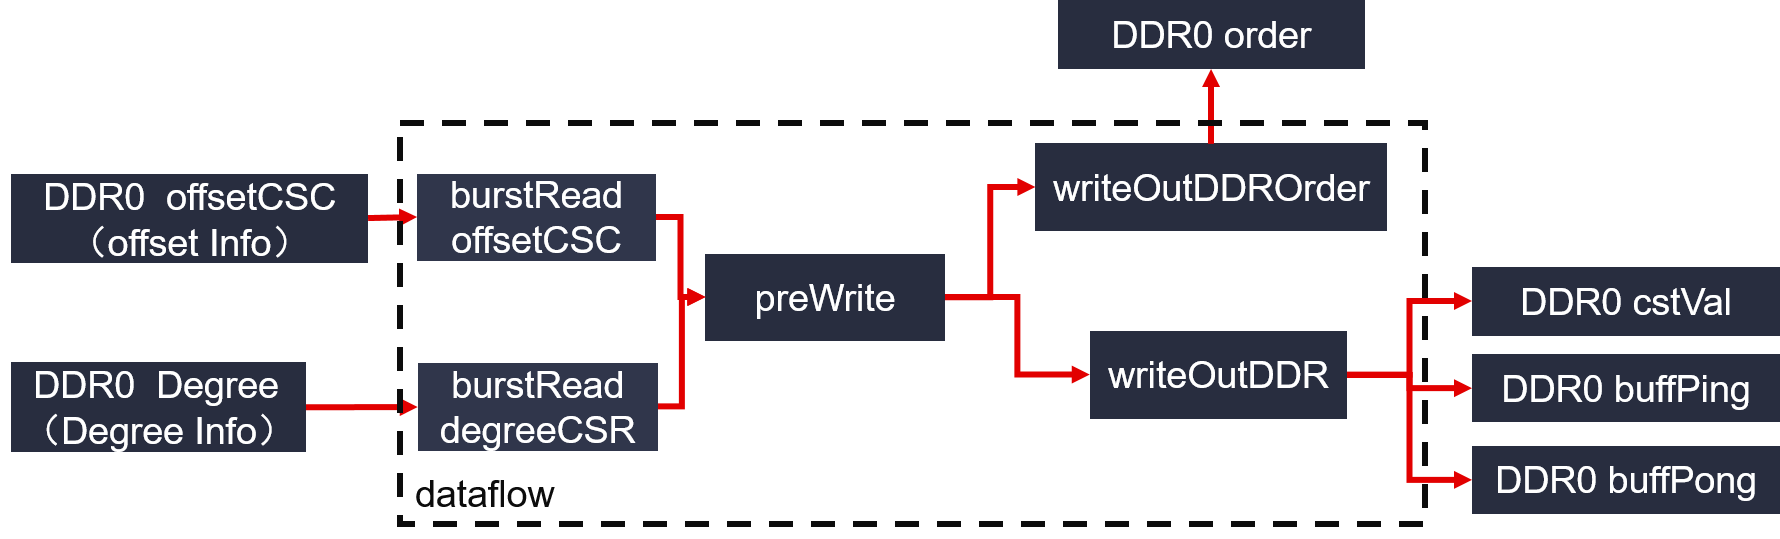 DDR0 order
DDR0  offsetCSC
（offset Info）
burstRead
offsetCSC
writeOutDDROrder
preWrite
DDR0  Degree
（Degree Info）
burstRead
degreeCSR
writeOutDDR
DDR0 cstVal
DDR0 buffPing
DDR0 buffPong
dataflow